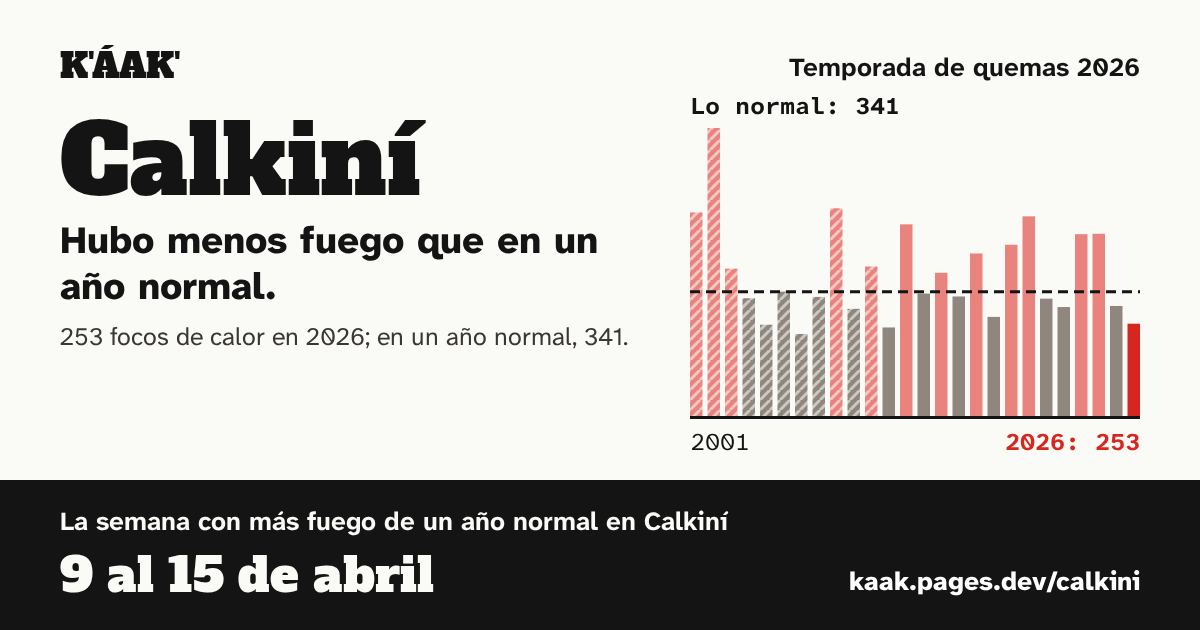 K'ÁAK'
Calkiní
Hubo menos fuego que en un
año normal.
253 focos de calor en 2026; en un año normal, 341.
Temporada de quemas 2026
Lo normal: 341
2001
2026: 253
La semana con más fuego de un año normal en Calkiní
9 al 15 de abril
kaak.pages.dev/calkini